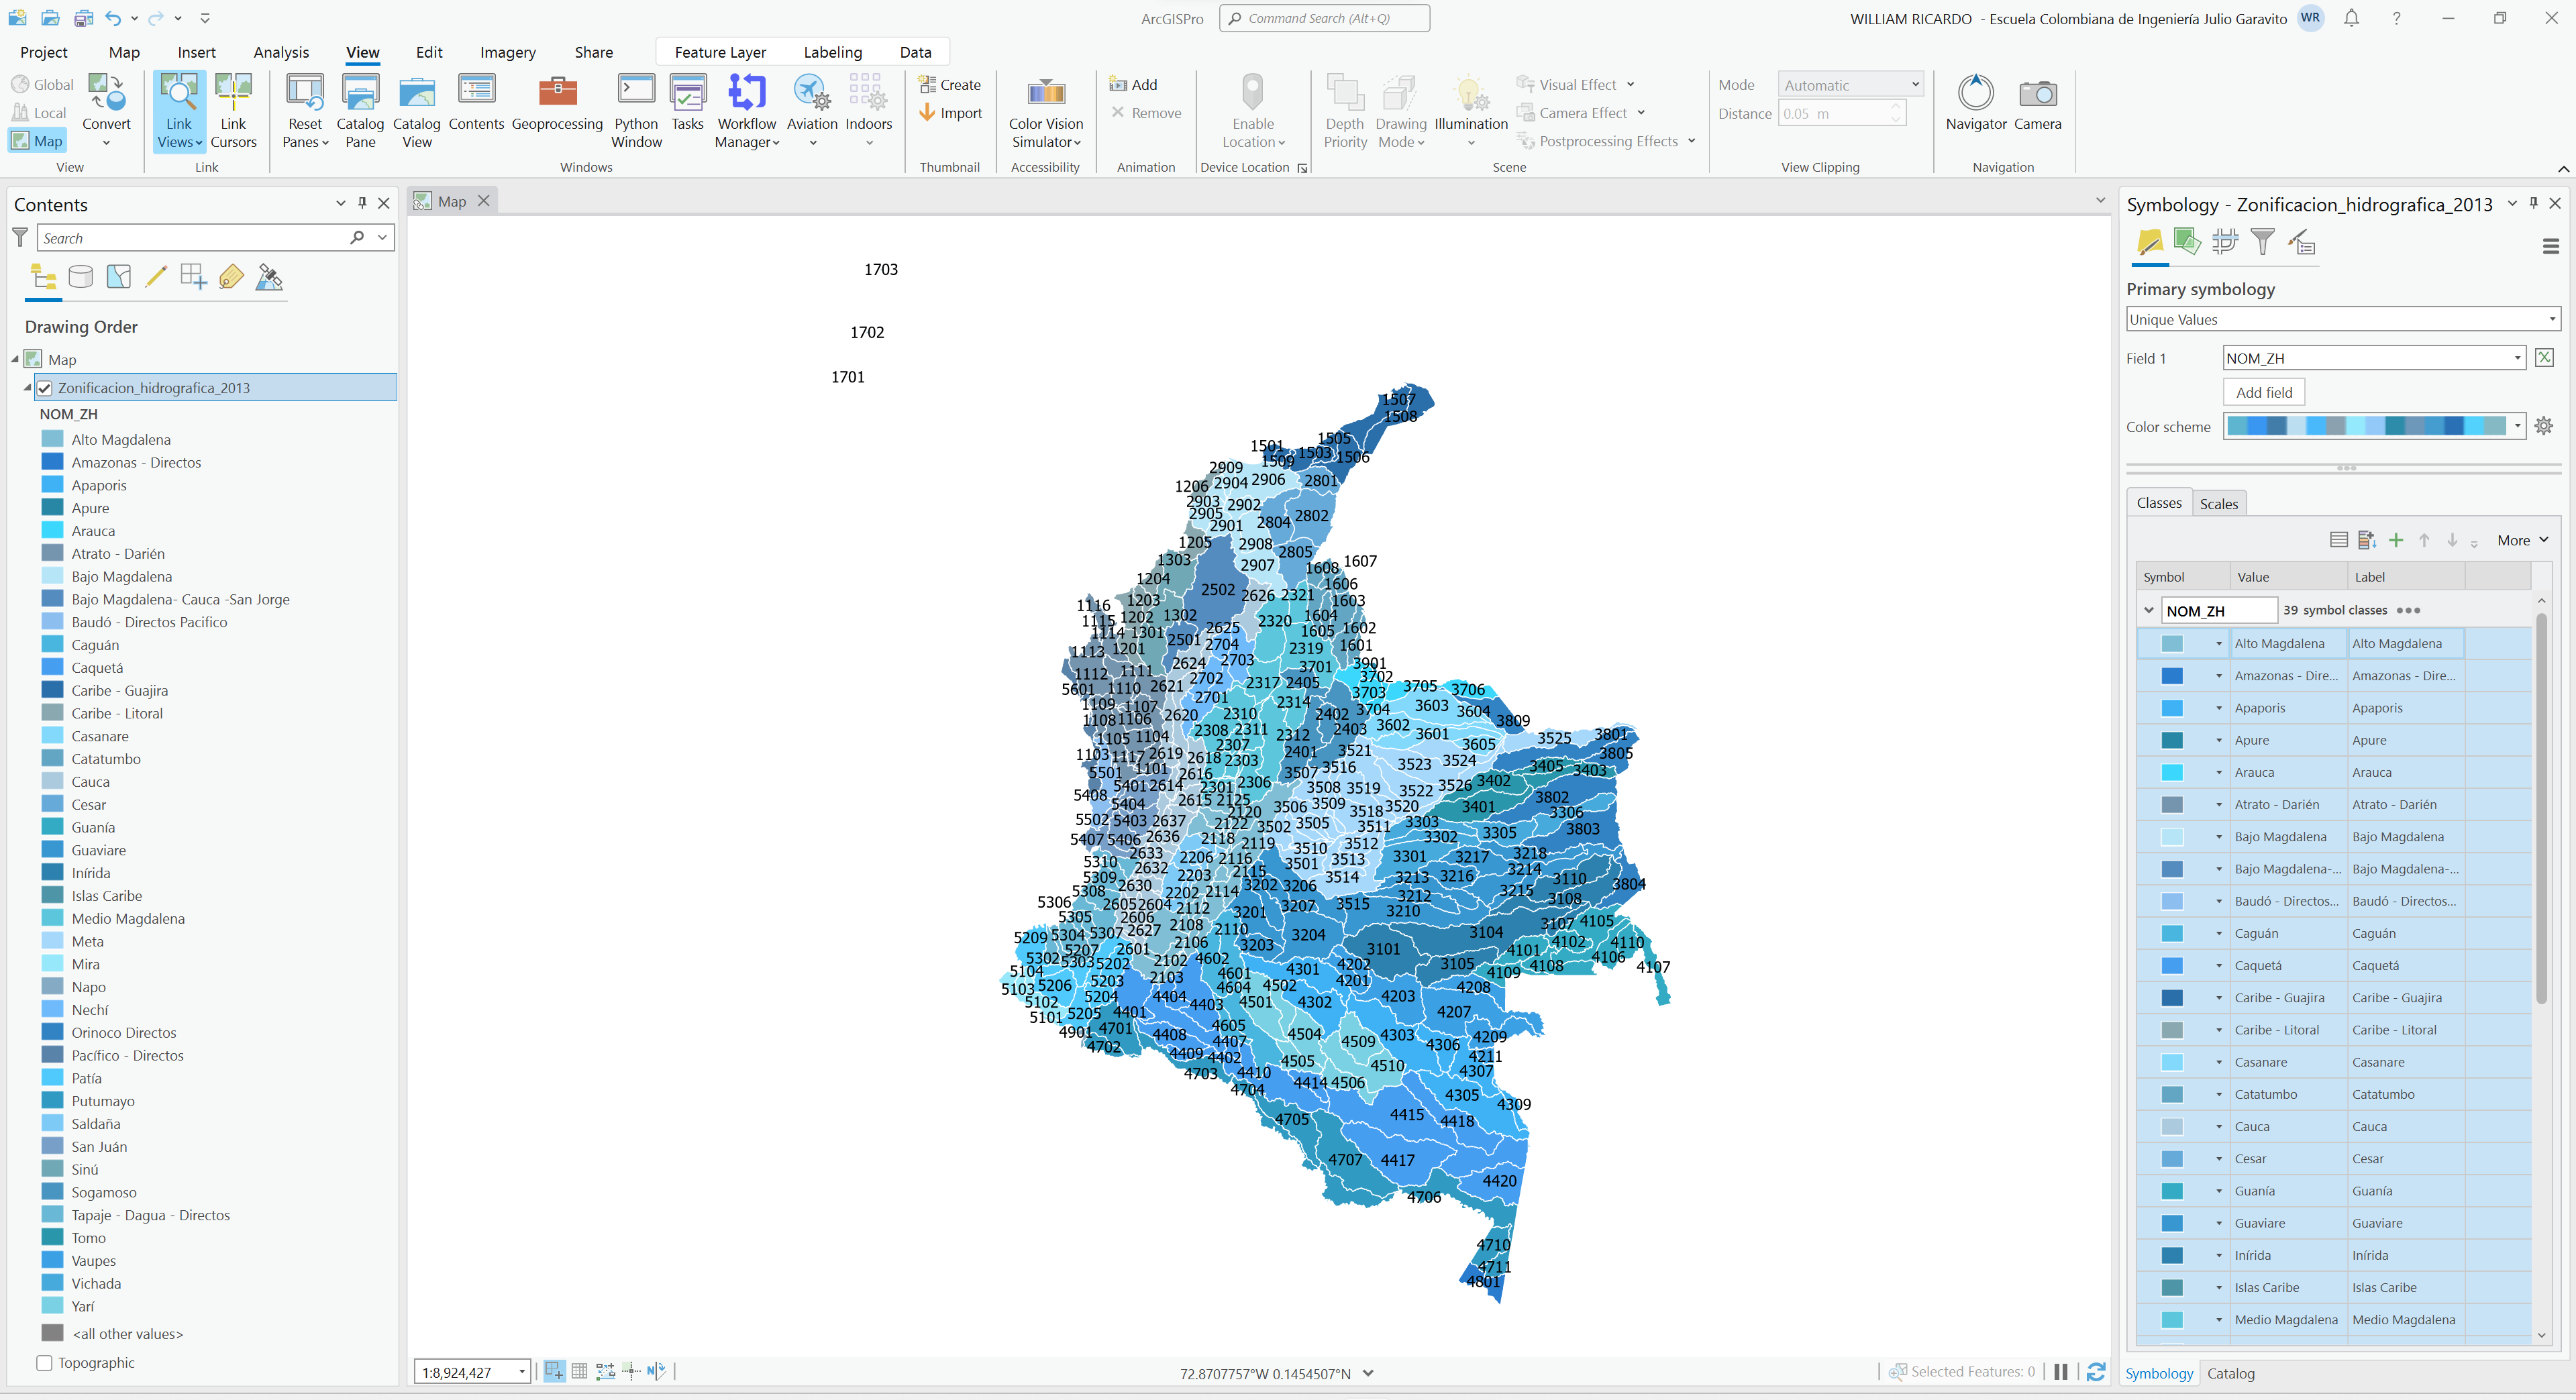 ArcGISPro
Command Search (Alt+Q)
WILLIAM RICARDO - Escuela Colombiana de Ingeniería Julio Garavito
WR
Project Map Insert Analysis View Edit Imagery Share Feature Layer Labeling Data
Global
Local
Map
Convert
View
Link Views
Link Cursors
Link
Reset Panes
Catalog Pane
Catalog View
Contents
Geoprocessing
Python Window
Tasks
Workflow Manager
Aviation
Indoors
Windows
Create
Import
Thumbnail
Color Vision Simulator
Accessibility
Add
Remove
Animation
Enable Location
Device Location
Depth Priority
Drawing Mode
Illumination
Visual Effect
Camera Effect
Postprocessing Effects
Scene
Mode Automatic
Distance 0.05 m
View Clipping
Navigator
Camera
Navigation
Contents
Search
Drawing Order
Map
Zonificacion_hidrografica_2013
NOM_ZH
Alto Magdalena
Amazonas - Directos
Apaporis
Apure
Arauca
Atrato - Darién
Bajo Magdalena
Bajo Magdalena- Cauca -San Jorge
Baudó - Directos Pacifico
Caguán
Caquetá
Caribe - Guajira
Caribe - Litoral
Casanare
Catatumbo
Cauca
Cesar
Guanía
Guaviare
Inírida
Islas Caribe
Medio Magdalena
Meta
Mira
Napo
Nechí
Orinoco Directos
Pacífico - Directos
Patía
Putumayo
Saldaña
San Juán
Sinú
Sogamoso
Tapaje - Dagua - Directos
Tomo
Vaupes
Vichada
Yarí
<all other values>
Topographic
Map
1703
1702
1701
1507
1508
1501 1505
1509 1503 1506
2909
1206 2904 2906 2801
2903 2902
2905
2901 2804 2802
1205 2908 2805
1303 2907 1608 1607
1204 1606
2502 2626 2321 1603
1116 1203
1115 1202 1302 2320 1604
1114 1301 2625 1605 1602
2501 2704
1113 1201 2319 1601
2624 2703 3701 3901
1112 1111 2702 3702
5601 1110 2621 2317 2405 3703 3705 3706
2701
1109 1107 2314 3603
1108 1106 2620 2310 2402 3704 3604
3602 3809
2308 2311 2403
1105 1104 2307 2312 3601 3525 3801
1103 1117 2619 2618 2303 2401 3521 3605 3805
5501 1101 2616 3507 3516 3523 3524 3405 3403
5401 2614 2301 2306 3508 3519 3522 3526 3402
5408 5404 2615 2125 3506 3509 3520 3401 3802
2120 3518 3306
5502 5403 2637 2122 3502 3505 3511 3303 3305 3803
5407 5406 2636 2118 2119 3510 3512 3302
2633 2206 2116 3501 3513 3301 3217 3218
5310 2632 2203 2115 3514 3213 3216 3214
5309 3110 3804
5308 2630 2202 2114 3202 3206 3212 3215 3108
5306 2605 2604 2112 3201 3207 3515 3210
5305 2606 3107 4105
5209 5304 5307 2627 2108 2110 3204 3104
5207 2601 2106 3203 3101 4101 4102 4110
5302 5303 5202 2102 4602 4202 3105 4106
5104 2103 4601 4301 4201 4109 4108 4107
5103 5206 5203 4604 4502 4208
5102 5204 4404 4403 4501 4302 4203
5101 5205 4401 4207
4901 4701 4408 4605 4504 4303 4209
4702 4407 4509 4306
4409 4402 4505 4211
4703 4410 4510 4307
4704 4414 4506
4305 4309
4705 4415 4418
4707 4417
4420
4706
4710
4711
4801
1:8,924,427
72.8707757°W 0.1454507°N
Selected Features: 0
Symbology - Zonificacion_hidrografica_2013
Primary symbology
Unique Values
Field 1 NOM_ZH
Add field
Color scheme
Classes Scales
More
Symbol Value Label
NOM_ZH 39 symbol classes
Alto Magdalena Alto Magdalena
Amazonas - Dire... Amazonas - Dire...
Apaporis Apaporis
Apure Apure
Arauca Arauca
Atrato - Darién Atrato - Darién
Bajo Magdalena Bajo Magdalena
Bajo Magdalena-... Bajo Magdalena-...
Baudó - Directos... Baudó - Directos...
Caguán Caguán
Caquetá Caquetá
Caribe - Guajira Caribe - Guajira
Caribe - Litoral Caribe - Litoral
Casanare Casanare
Catatumbo Catatumbo
Cauca Cauca
Cesar Cesar
Guanía Guanía
Guaviare Guaviare
Inírida Inírida
Islas Caribe Islas Caribe
Medio Magdalena Medio Magdalena
Symbology Catalog